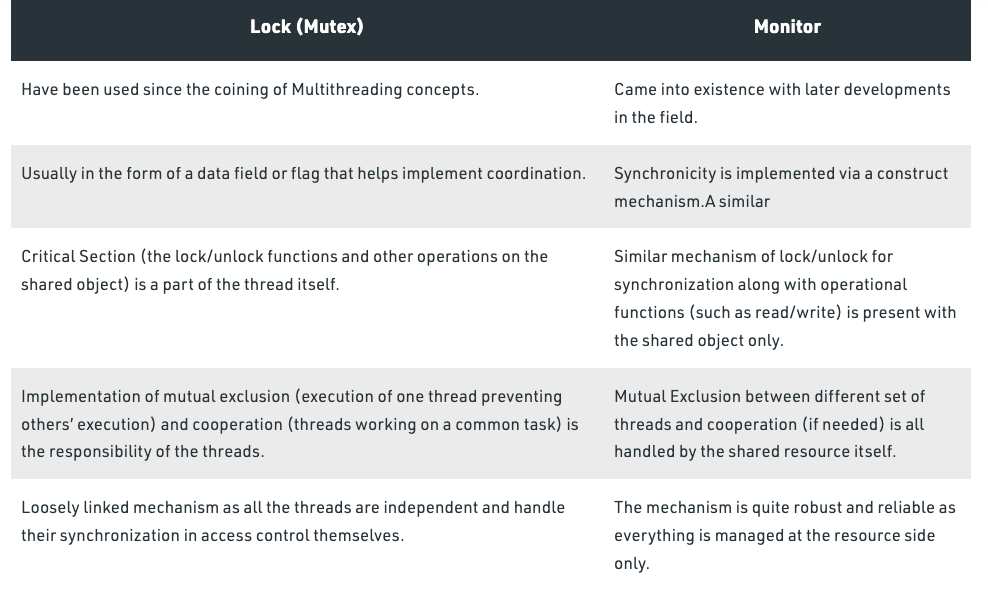 Lock (Mutex)
Monitor
Have been used since the coining of Multithreading concepts.
Came into existence with later developments
in the field.
Usually in the form of a data field or flag that helps implement coordination.
Synchronicity is implemented via a construct
mechanism.A similar
Critical Section (the lock/unlock functions and other operations on the
shared object) is a part of the thread itself.
Similar mechanism of lock/unlock for
synchronization along with operational
functions (such as read/write) is present with
the shared object only.
Implementation of mutual exclusion (execution of one thread preventing
others’ execution) and cooperation (threads working on a common task) is
the responsibility of the threads.
Mutual Exclusion between different set of
threads and cooperation (if needed) is all
handled by the shared resource itself.
Loosely linked mechanism as all the threads are independent and handle
their synchronization in access control themselves.
The mechanism is quite robust and reliable as
everything is managed at the resource side
only.